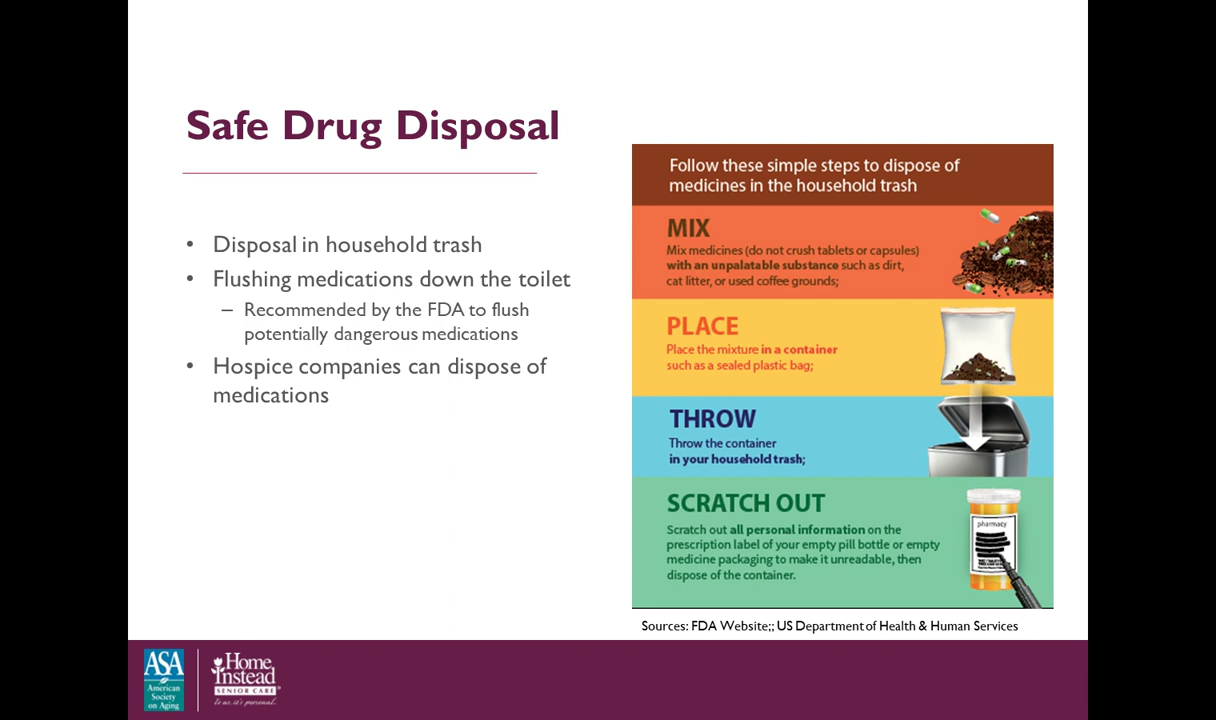 Safe Drug Disposal
• Disposal in household trash
• Flushing medications down the toilet
– Recommended by the FDA to flush
potentially dangerous medications
• Hospice companies can dispose of
medications
Follow these simple steps to dispose of
medicines in the household trash
MIX
Mix medicines (do not crush tablets or capsules)
with an unpalatable substance such as dirt,
cat litter, or used coffee grounds;
PLACE
Place the mixture in a container
such as a sealed plastic bag;
THROW
Throw the container
in your household trash;
SCRATCH OUT
Scratch out all personal information on the
prescription label of your empty pill bottle or empty
medicine packaging to make it unreadable, then
dispose of the container.
pharmacy
Sources: FDA Website;; US Department of Health & Human Services
ASA
American
Society
on Aging
Home
Instead
SENIOR CARE
to us, it's personal.